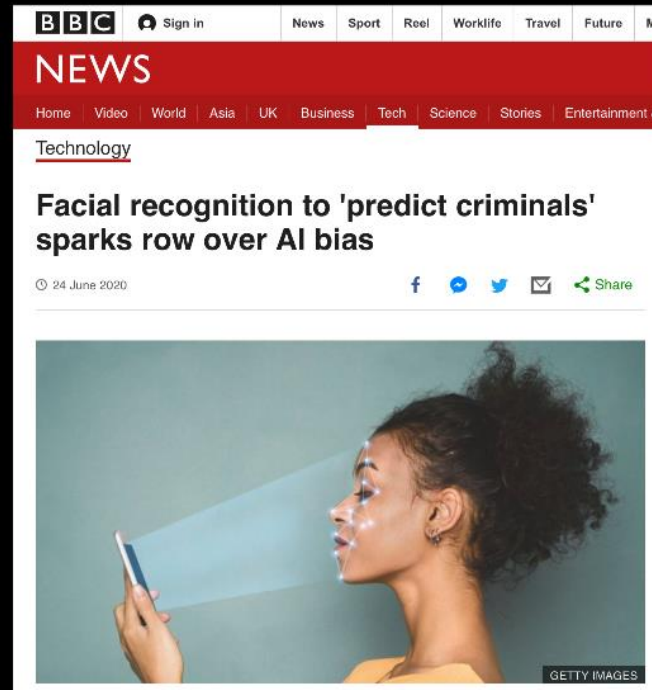 BBC Sign in News Sport Reel Worklife Travel Future
NEWS
Home Video World Asia UK Business Tech Science Stories Entertainment
Technology
Facial recognition to 'predict criminals'
sparks row over AI bias
24 June 2020 Share
GETTY IMAGES